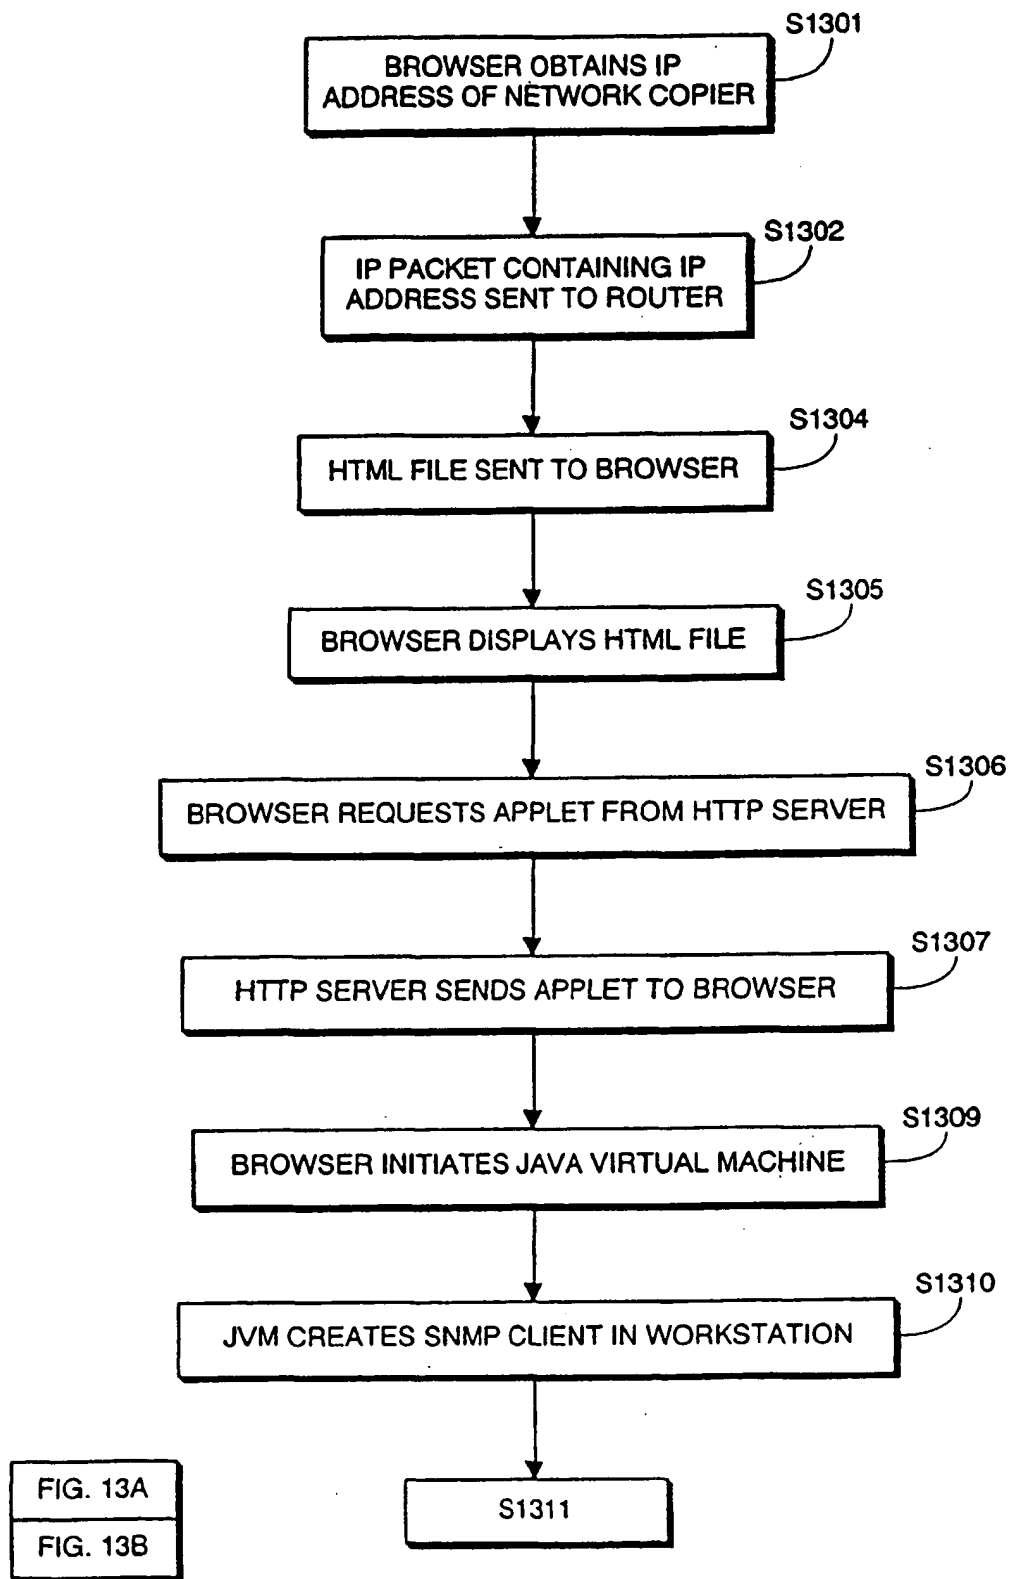 S1301
BROWSER OBTAINS IP
ADDRESS OF NETWORK COPIER
S1302
IP PACKET CONTAINING IP
ADDRESS SENT TO ROUTER
S1304
HTML FILE SENT TO BROWSER
S1305
BROWSER DISPLAYS HTML FILE
S1306
BROWSER REQUESTS APPLET FROM HTTP SERVER
S1307
HTTP SERVER SENDS APPLET TO BROWSER
S1309
BROWSER INITIATES JAVA VIRTUAL MACHINE
S1310
JVM CREATES SNMP CLIENT IN WORKSTATION
S1311
FIG. 13A
FIG. 13B